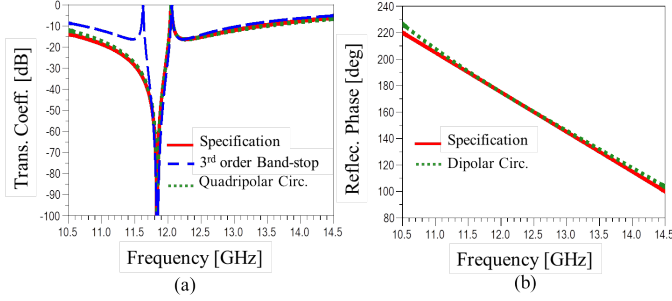 Trans. Coeff. [dB]
0
-10
-20
-30
-40
-50
-60
-70
-80
-90
-100
Specification
3rd order Band-stop
Quadripolar Circ.
10.5 11.0 11.5 12.0 12.5 13.0 13.5 14.0 14.5
Frequency [GHz]
(a)
Reflec. Phase [deg]
240
220
200
180
160
140
120
100
80
Specification
Dipolar Circ.
10.5 11.0 11.5 12.0 12.5 13.0 13.5 14.0 14.5
Frequency [GHz]
(b)